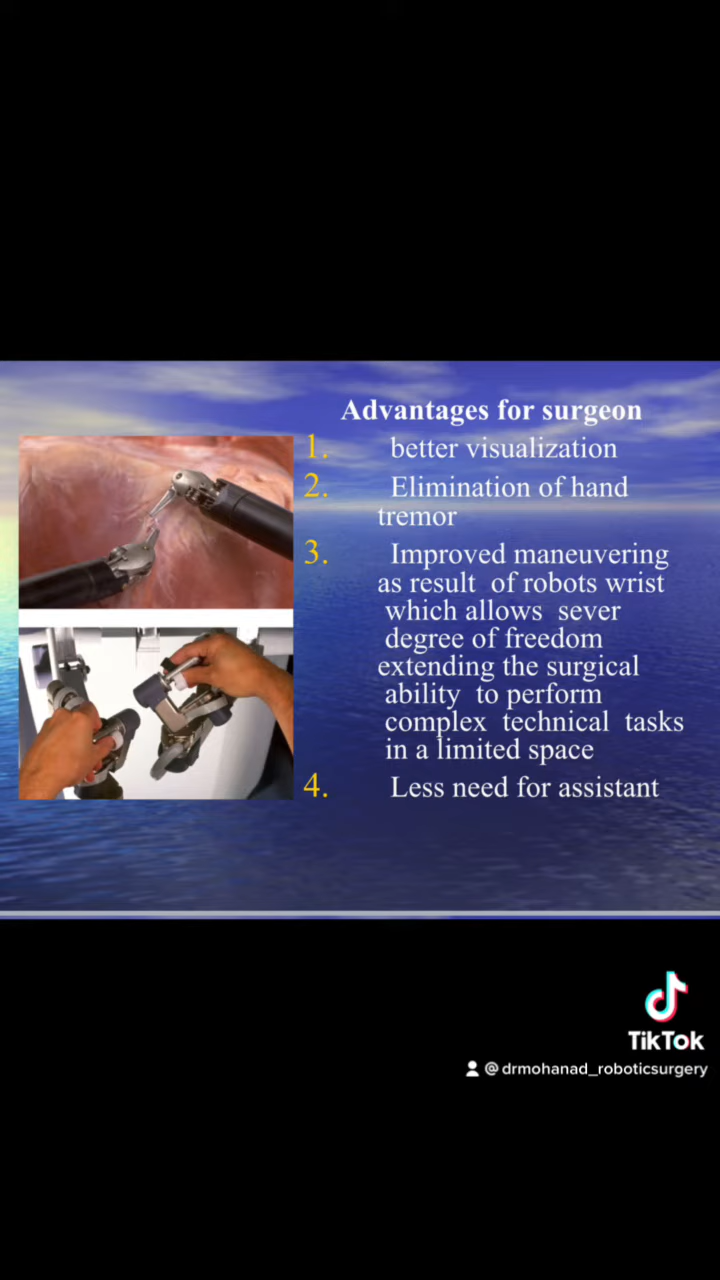 Advantages for surgeon
1. better visualization
2. Elimination of hand
tremor
3. Improved maneuvering
as result of robots wrist
which allows sever
degree of freedom
extending the surgical
ability to perform
complex technical tasks
in a limited space
4. Less need for assistant
TikTok
@drmohanad_roboticsurgery